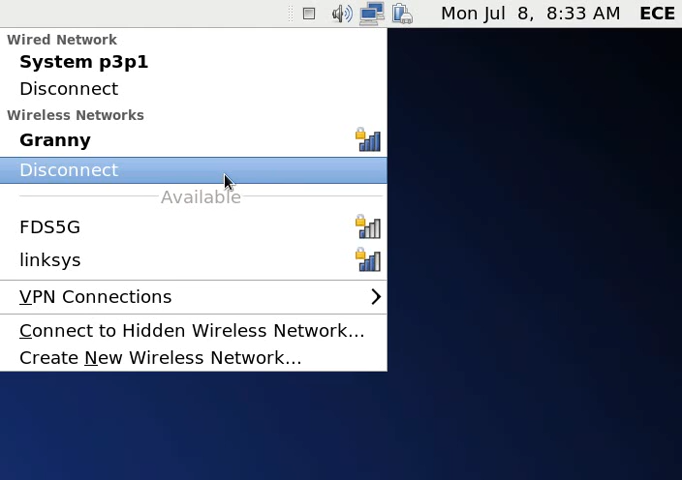 Mon Jul 8, 8:33 AM ECE
Wired Network
System p3p1
Disconnect
Wireless Networks
Granny
Disconnect
Available
FDS5G
linksys
VPN Connections
Connect to Hidden Wireless Network...
Create New Wireless Network...